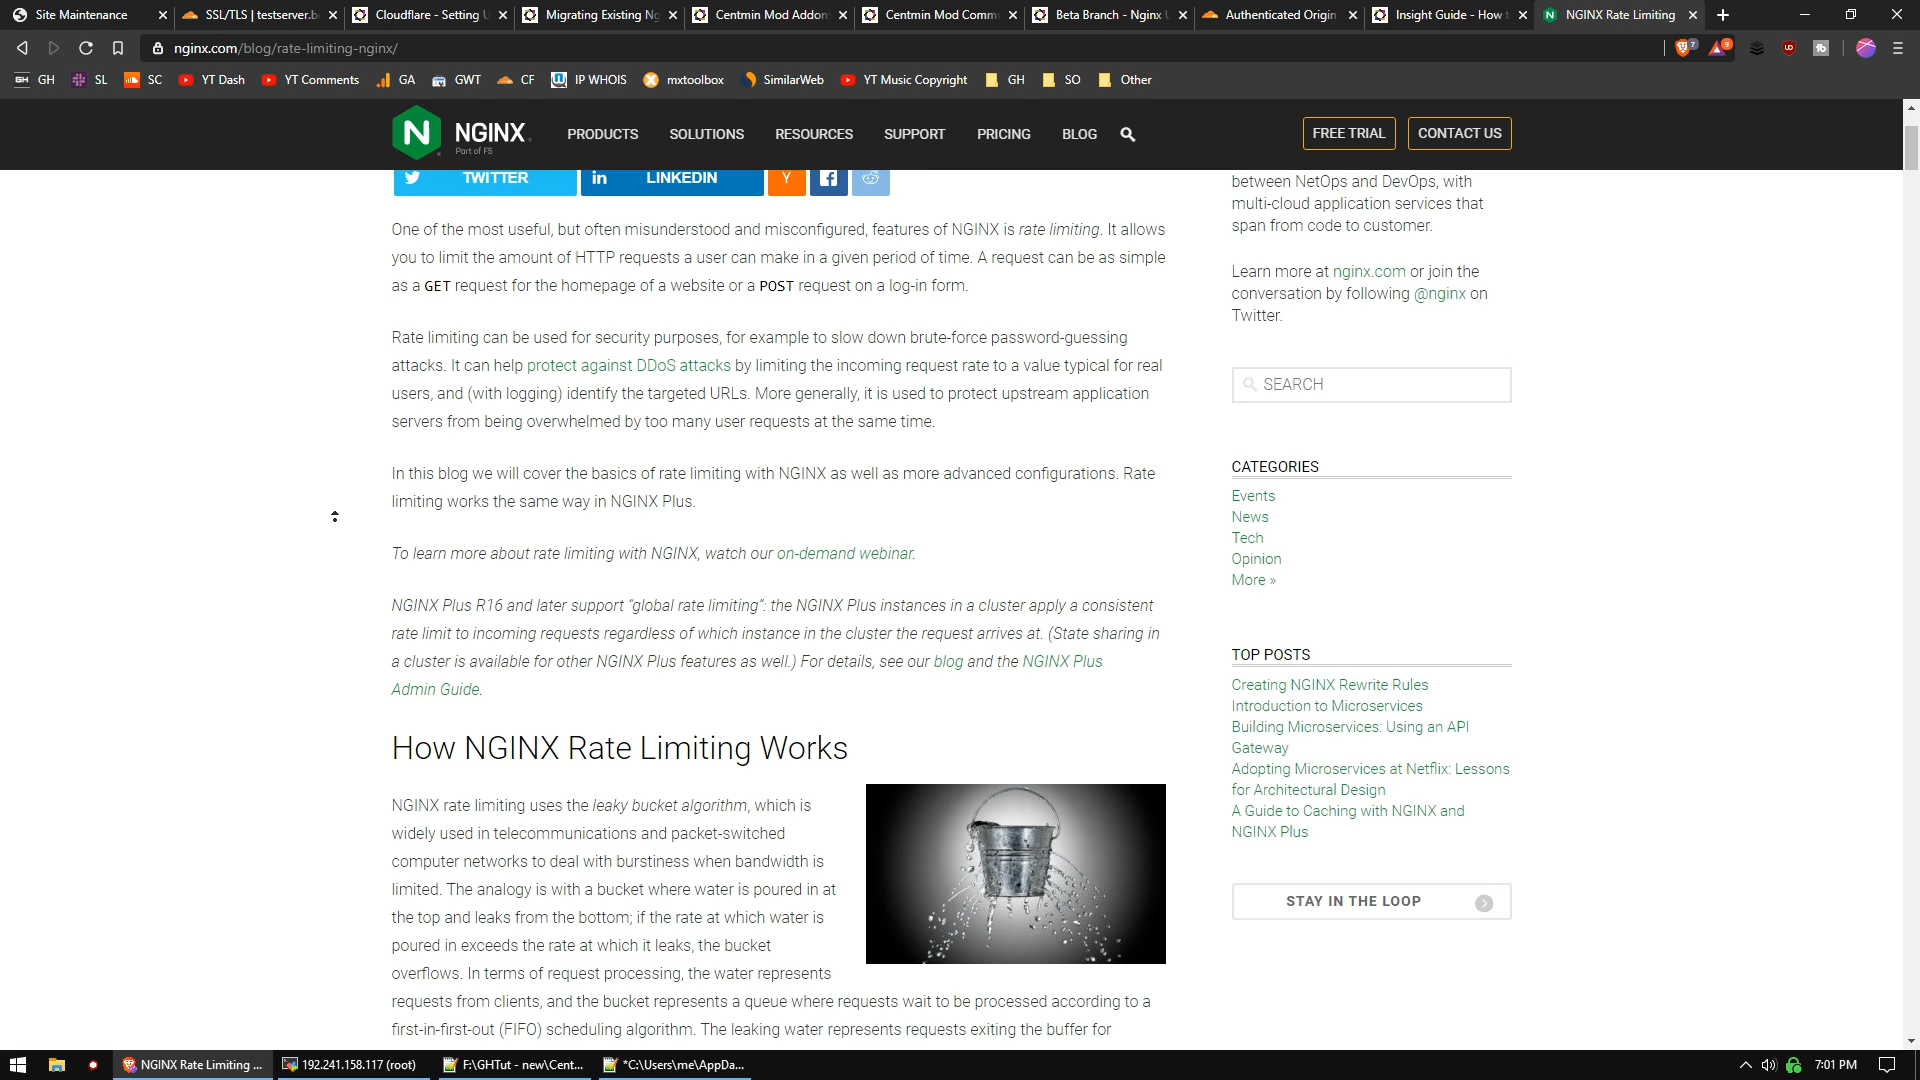 Site Maintenance
SSL/TLS | testserver.b
Cloudflare - Setting U
Migrating Existing Ng
Centmin Mod Addon
Centmin Mod Comm
Beta Branch - Nginx U
Authenticated Origin
Insight Guide - How t
NGINX Rate Limiting
nginx.com/blog/rate-limiting-nginx/
7
9
GH
SL
SC
YT Dash
YT Comments
GA
GWT
CF
IP WHOIS
mxtoolbox
SimilarWeb
YT Music Copyright
GH
SO
Other
NGINX
Part of F5
PRODUCTS
SOLUTIONS
RESOURCES
SUPPORT
PRICING
BLOG
FREE TRIAL
CONTACT US
TWITTER
in LINKEDIN
Y
One of the most useful, but often misunderstood and misconfigured, features of NGINX is rate limiting. It allows
you to limit the amount of HTTP requests a user can make in a given period of time. A request can be as simple
as a GET request for the homepage of a website or a POST request on a log-in form.
Rate limiting can be used for security purposes, for example to slow down brute-force password-guessing
attacks. It can help protect against DDoS attacks by limiting the incoming request rate to a value typical for real
users, and (with logging) identify the targeted URLs. More generally, it is used to protect upstream application
servers from being overwhelmed by too many user requests at the same time.
In this blog we will cover the basics of rate limiting with NGINX as well as more advanced configurations. Rate
limiting works the same way in NGINX Plus.
To learn more about rate limiting with NGINX, watch our on-demand webinar.
NGINX Plus R16 and later support “global rate limiting”: the NGINX Plus instances in a cluster apply a consistent
rate limit to incoming requests regardless of which instance in the cluster the request arrives at. (State sharing in
a cluster is available for other NGINX Plus features as well.) For details, see our blog and the NGINX Plus
Admin Guide.
How NGINX Rate Limiting Works
NGINX rate limiting uses the leaky bucket algorithm, which is
widely used in telecommunications and packet-switched
computer networks to deal with burstiness when bandwidth is
limited. The analogy is with a bucket where water is poured in at
the top and leaks from the bottom; if the rate at which water is
poured in exceeds the rate at which it leaks, the bucket
overflows. In terms of request processing, the water represents
requests from clients, and the bucket represents a queue where requests wait to be processed according to a
first-in-first-out (FIFO) scheduling algorithm. The leaking water represents requests exiting the buffer for
between NetOps and DevOps, with
multi-cloud application services that
span from code to customer.
Learn more at nginx.com or join the
conversation by following @nginx on
Twitter.
SEARCH
CATEGORIES
Events
News
Tech
Opinion
More »
TOP POSTS
Creating NGINX Rewrite Rules
Introduction to Microservices
Building Microservices: Using an API
Gateway
Adopting Microservices at Netflix: Lessons
for Architectural Design
A Guide to Caching with NGINX and
NGINX Plus
STAY IN THE LOOP
NGINX Rate Limiting ...
192.241.158.117 (root)
F:\GHTut - new\Cent...
*C:\Users\me\AppDa...
7:01 PM